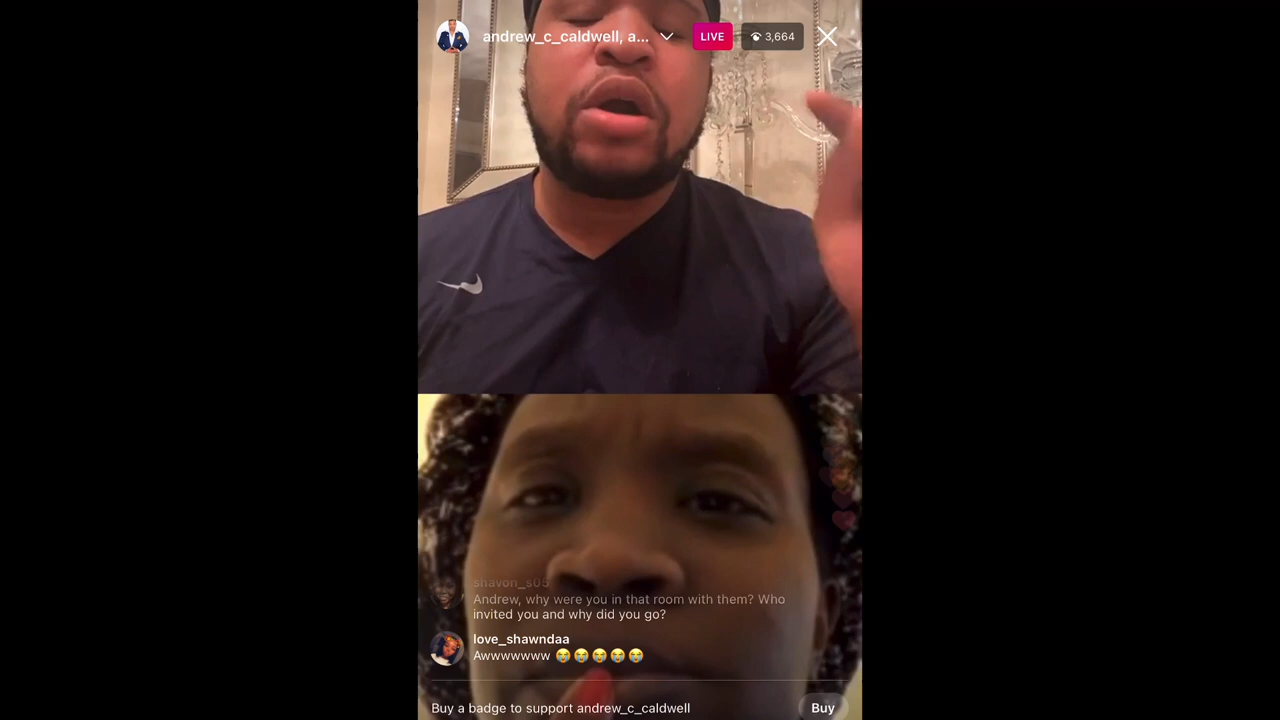 andrew_c_caldwell, a...
LIVE
3,664
shavon_s05
Andrew, why were you in that room with them? Who
invited you and why did you go?
love_shawndaa
Awwwwwww 😭😭😭😭😭
Buy a badge to support andrew_c_caldwell
Buy